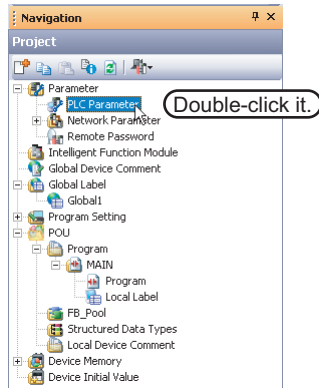 Navigation
Project
Parameter
PLC Parameter
Double-click it.
Network Parameter
Remote Password
Intelligent Function Module
Global Device Comment
Global Label
Global1
Program Setting
POU
Program
MAIN
Program
Local Label
FB_Pool
Structured Data Types
Local Device Comment
Device Memory
Device Initial Value